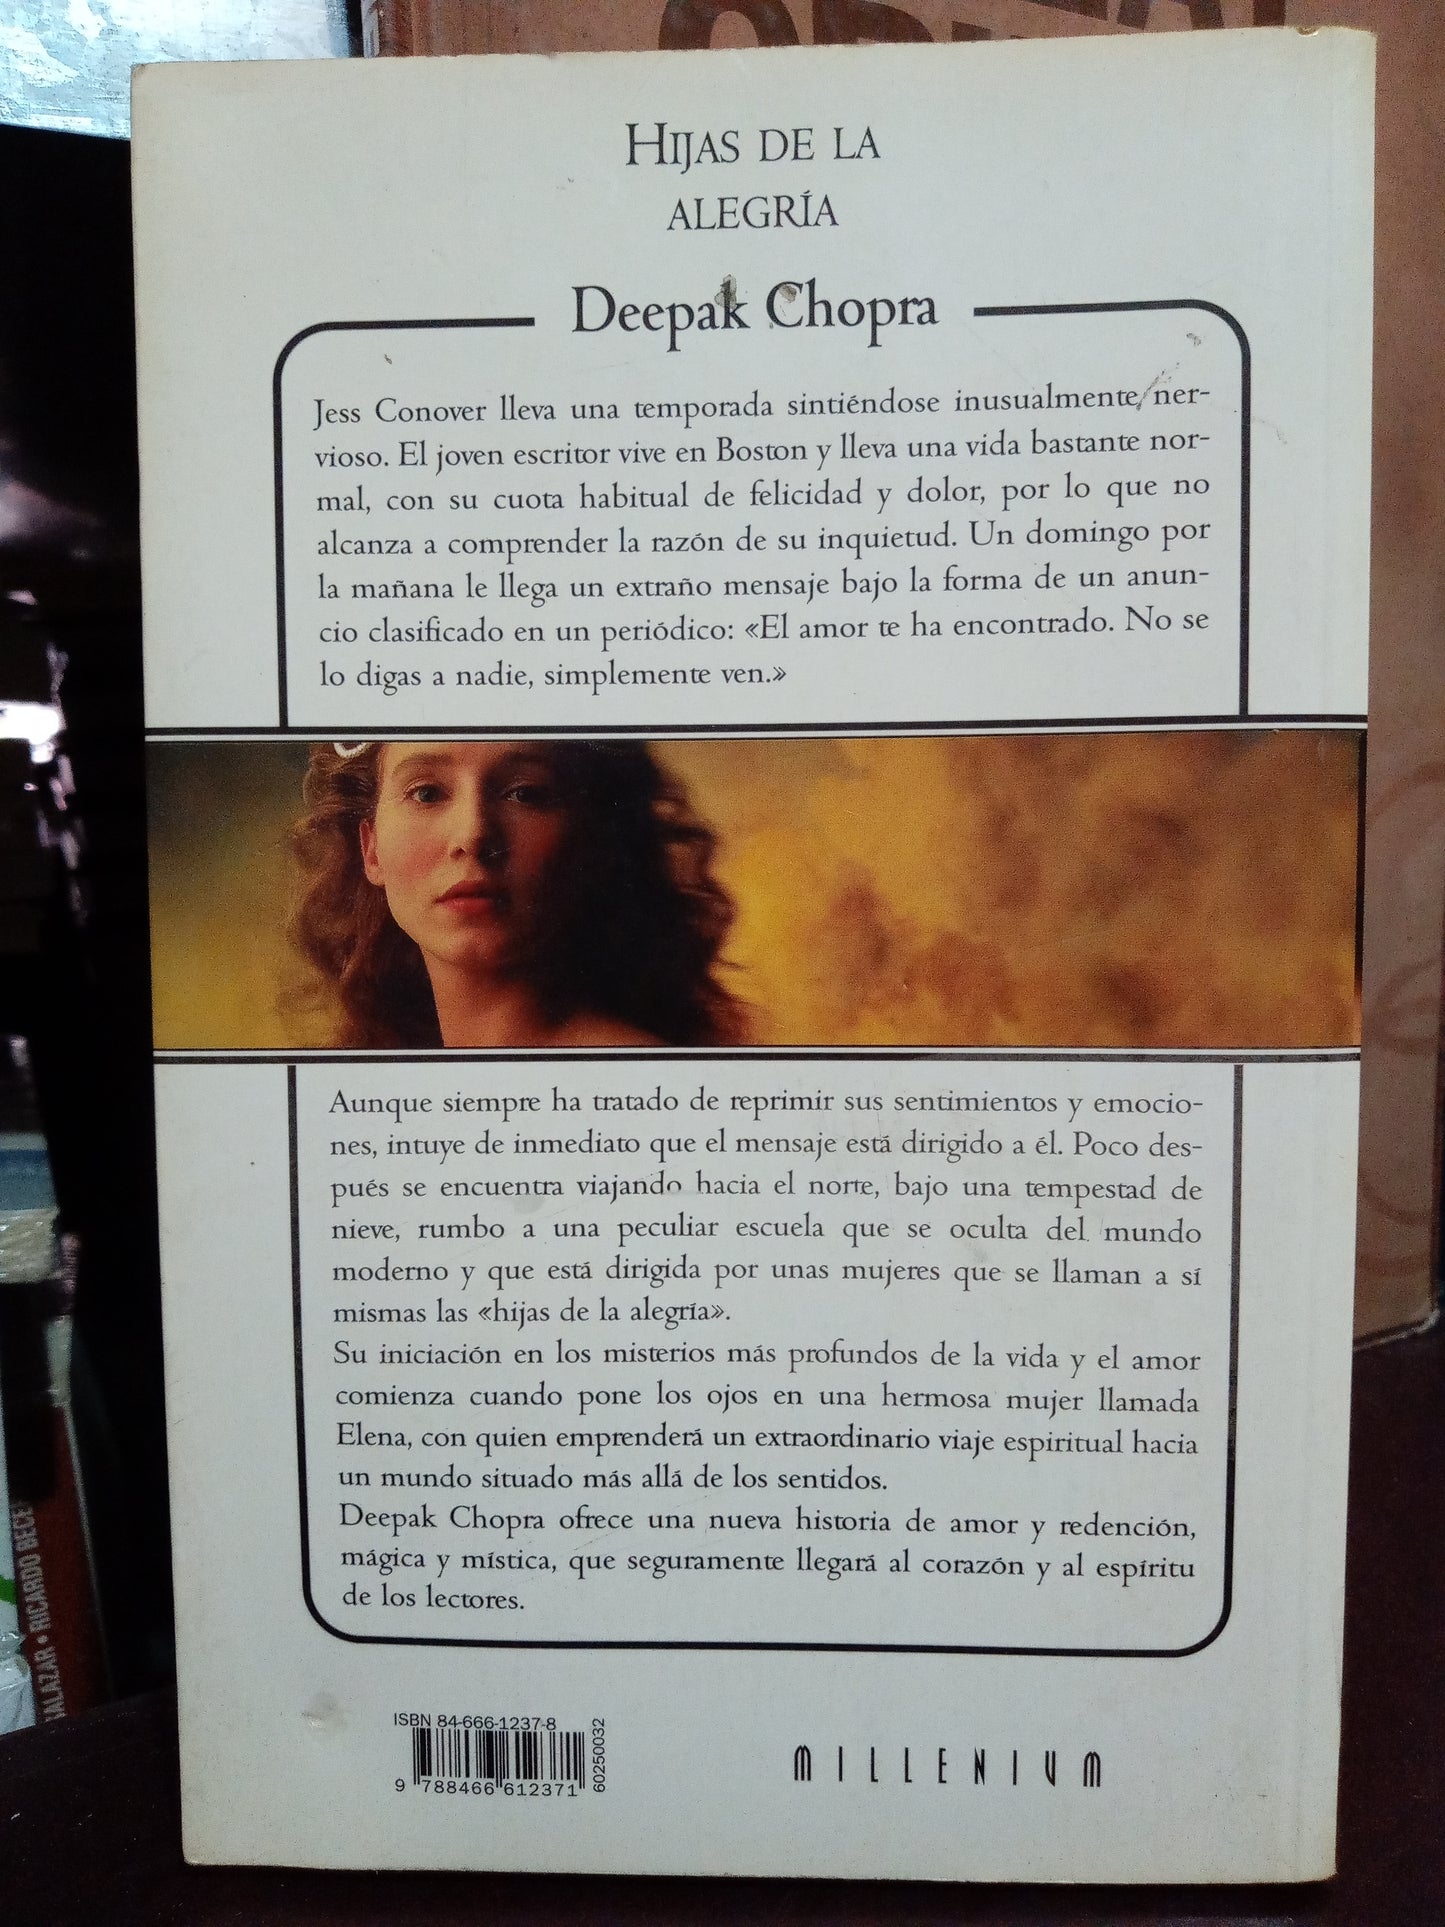 HIJAS DE LA
ALEGRÍA
Deepak Chopra
Jess Conover lleva una temporada sintiéndose inusualmente ner-
vioso. El joven escritor vive en Boston y lleva una vida bastante nor-
mal, con su cuota habitual de felicidad y dolor, por lo que no
alcanza a comprender la razón de su inquietud. Un domingo por
la mañana le llega un extraño mensaje bajo la forma de un anun-
cio clasificado en un periódico: «El amor te ha encontrado. No se
lo digas a nadie, simplemente ven.»
Aunque siempre ha tratado de reprimir sus sentimientos y emocio-
nes, intuye de inmediato que el mensaje está dirigido a él. Poco des-
pués se encuentra viajando hacia el norte, bajo una tempestad de
nieve, rumbo a una peculiar escuela que se oculta del mundo
moderno y que está dirigida por unas mujeres que se llaman a sí
mismas las «hijas de la alegría».
Su iniciación en los misterios más profundos de la vida y el amor
comienza cuando pone los ojos en una hermosa mujer llamada
Elena, con quien emprenderá un extraordinario viaje espiritual hacia
un mundo situado más allá de los sentidos.
Deepak Chopra ofrece una nueva historia de amor y redención,
mágica y mística, que seguramente llegará al corazón y al espíritu
de los lectores.
ISBN 84-666-1237-8
9 788466 612371
60250032
MILLENIUM
SALAZAR • RICARDO